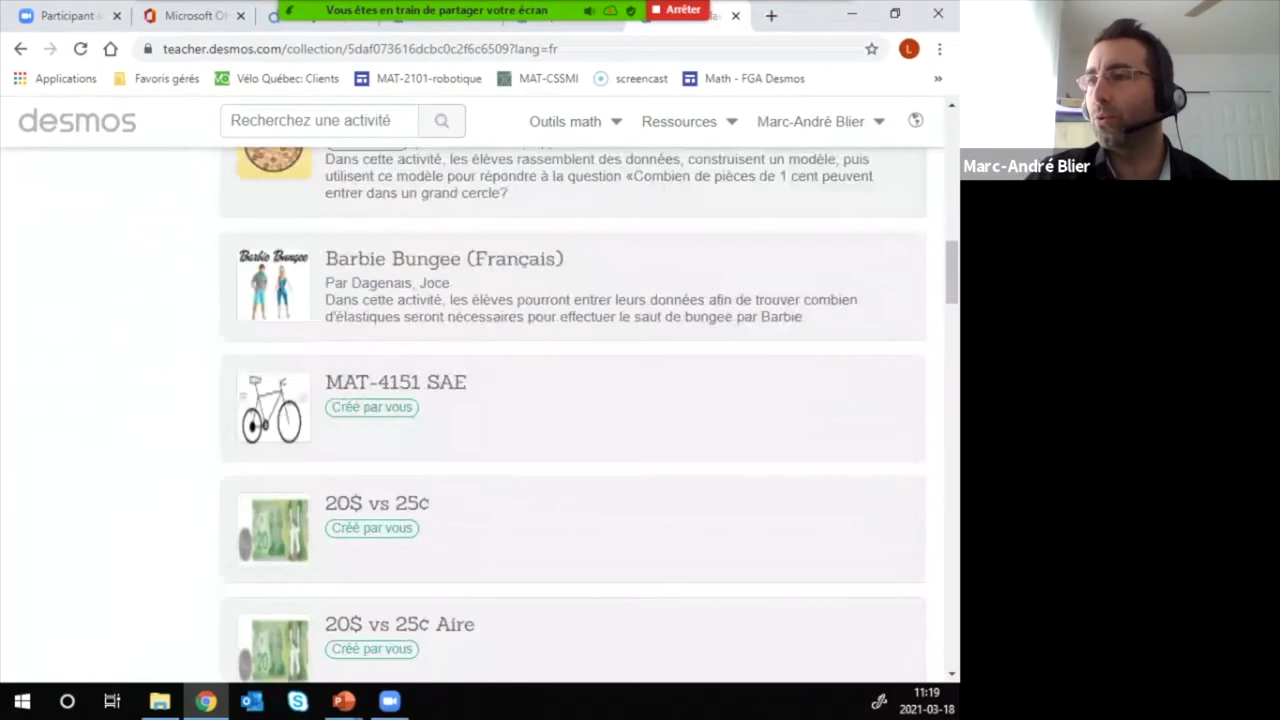 Vous êtes en train de partager votre écran
Arrêter
Participant s
Microsoft Of
teacher.desmos.com/collection/5daf073616dcbc0c2f6c6509?lang=fr
L
Applications
Favoris gérés
Vélo Québec: Clients
MAT-2101-robotique
MAT-CSSMI
screencast
Math - FGA Desmos
»
desmos
Recherchez une activité
Outils math
Ressources
Marc-André Blier
Marc-André Blier
Dans cette activité, les élèves rassemblent des données, construisent un modèle, puis
utilisent ce modèle pour répondre à la question «Combien de pièces de 1 cent peuvent
entrer dans un grand cercle?
Barbie Bungee
Barbie Bungee (Français)
Par Dagenais, Joce
Dans cette activité, les élèves pourront entrer leurs données afin de trouver combien
d'élastiques seront nécessaires pour effectuer le saut de bungee par Barbie
MAT-4151 SAE
Créé par vous
20$ vs 25¢
Créé par vous
20$ vs 25¢ Aire
Créé par vous
11:19
2021-03-18